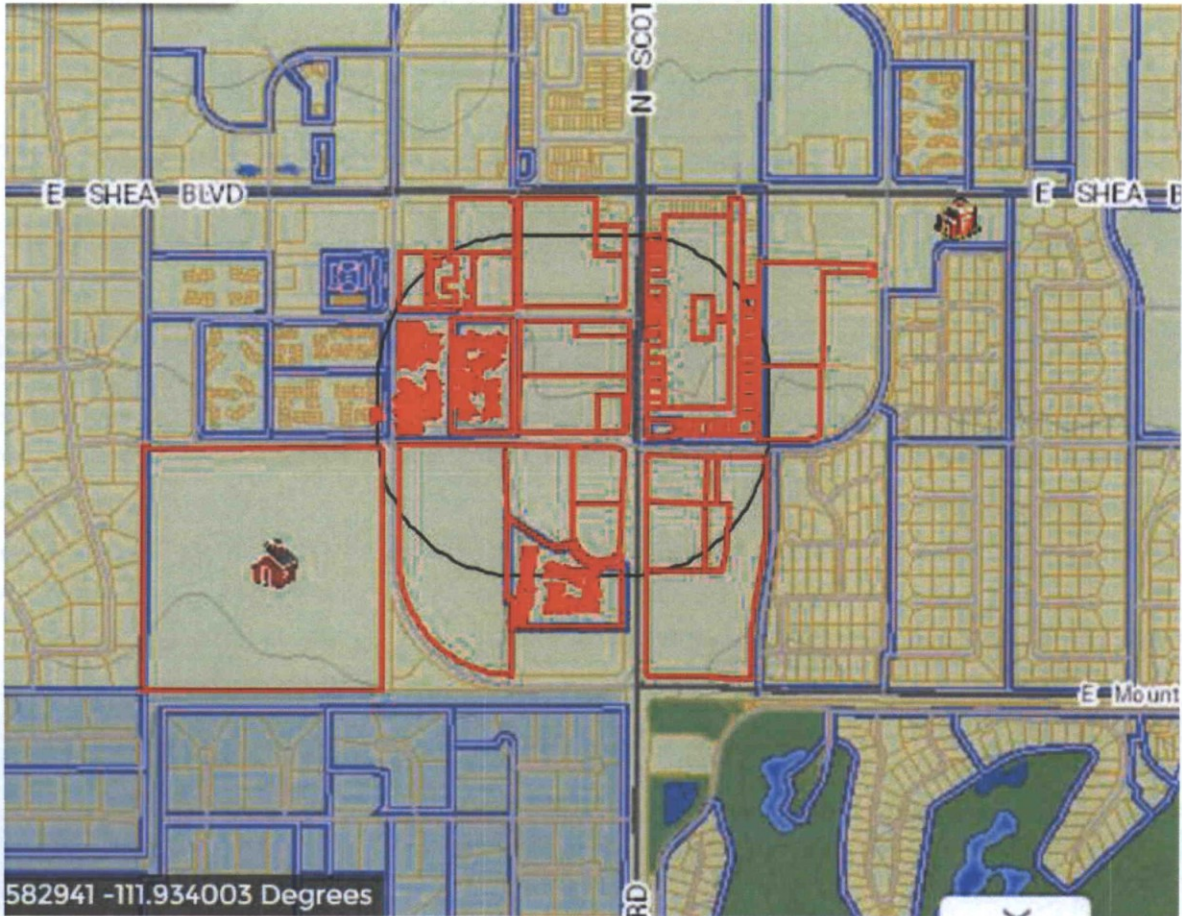 N SCOT
E SHEA BLVD
E SHEA B
E Mount
582941 -111.934003 Degrees
RD